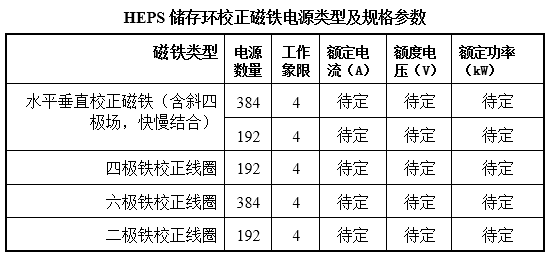 HEPS 储存环校正磁铁电源类型及规格参数
磁铁类型 电源数量 工作象限 额定电流（A） 额度电压（V） 额定功率（kW）
水平垂直校正磁铁（含斜四极场，快慢结合） 384 4 待定 待定 待定
192 4 待定 待定 待定
四极铁校正线圈 192 4 待定 待定 待定
六极铁校正线圈 384 4 待定 待定 待定
二极铁校正线圈 192 4 待定 待定 待定